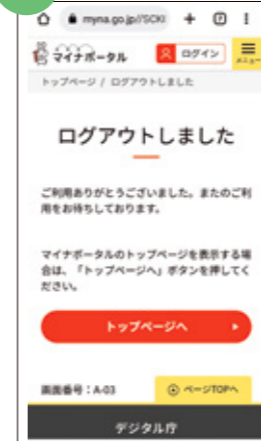 myna.go.jp/SCK
マイナポータル
ログイン
メニュー
トップページ / ログアウトしました
ログアウトしました
ご利用ありがとうございました。またのご利
用をお待ちしております。
マイナポータルのトップページを表示する場
合は、「トップページへ」ボタンを押してく
ださい。
トップページへ
画面番号：A-03
ページTOPへ
デジタル庁